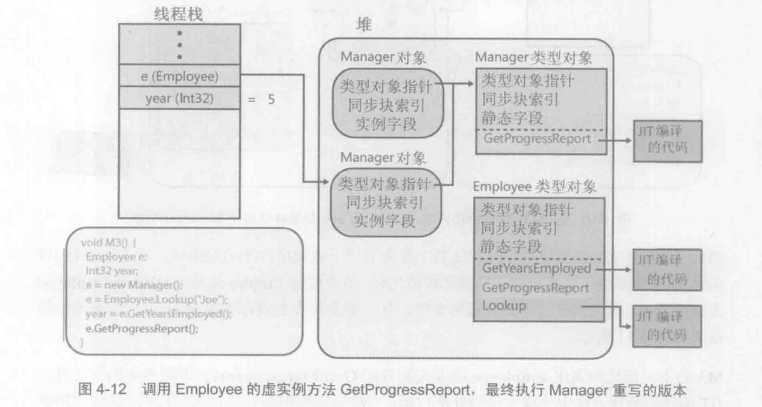 线程栈
e (Employee)
year (Int32)
= 5
void M3() {
Employee e;
Int32 year;
e = new Manager();
e = Employee.Lookup("Joe");
year = e.GetYearsEmployed();
e.GetProgressReport();
}
堆
Manager 对象
类型对象指针
同步块索引
实例字段
Manager 对象
类型对象指针
同步块索引
实例字段
Manager 类型对象
类型对象指针
同步块索引
静态字段
GetProgressReport
JIT 编译
的代码
Employee 类型对象
类型对象指针
同步块索引
静态字段
GetYearsEmployed
GetProgressReport
Lookup
JIT 编译
的代码
JIT 编译
的代码
图 4-12 调用 Employee 的虚实例方法 GetProgressReport，最终执行 Manager 重写的版本